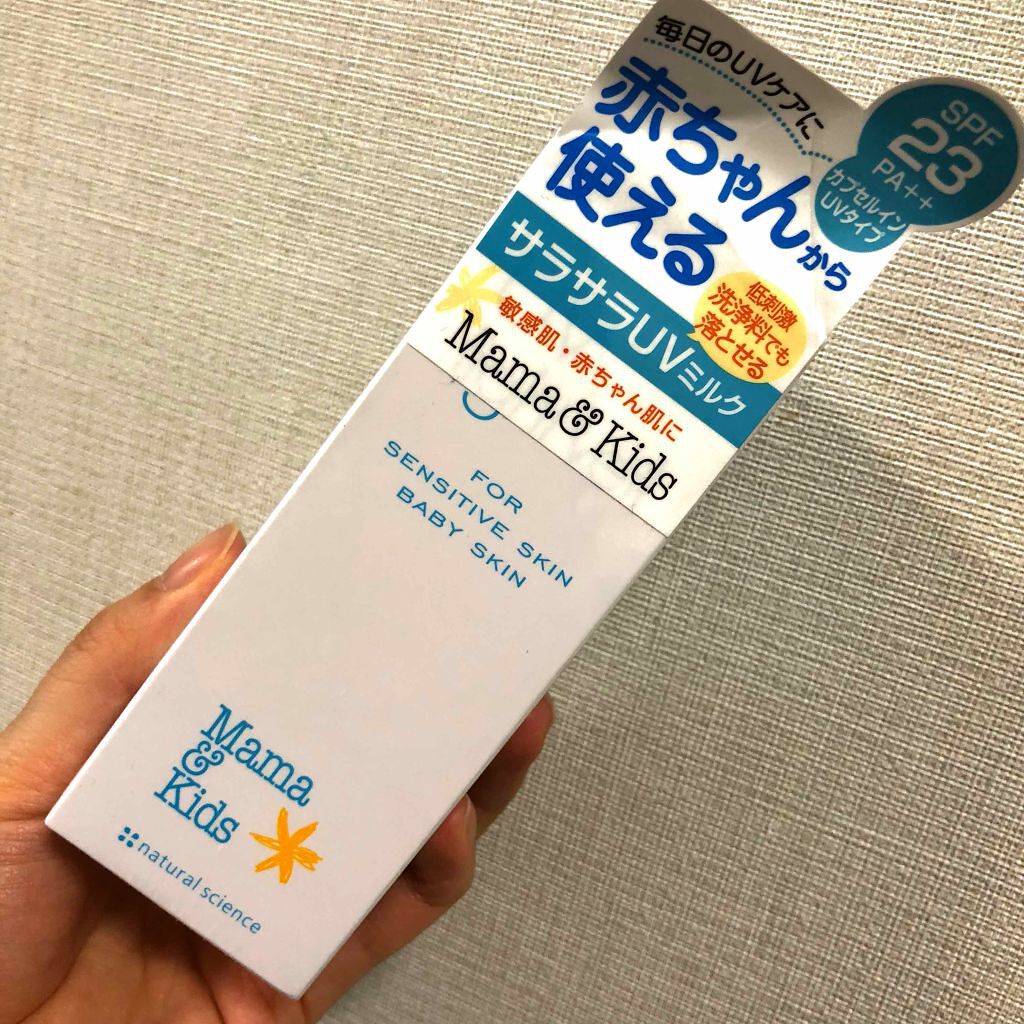 毎日のUVケアに
赤ちゃんから
使える
SPF
23
PA++
カプセルイン
UVタイプ
サラサラUVミルク
低刺激
洗浄料でも
落とせる
敏感肌・赤ちゃん肌に
Mama & Kids
FOR
SENSITIVE SKIN
BABY SKIN
Mama
&
Kids
natural science